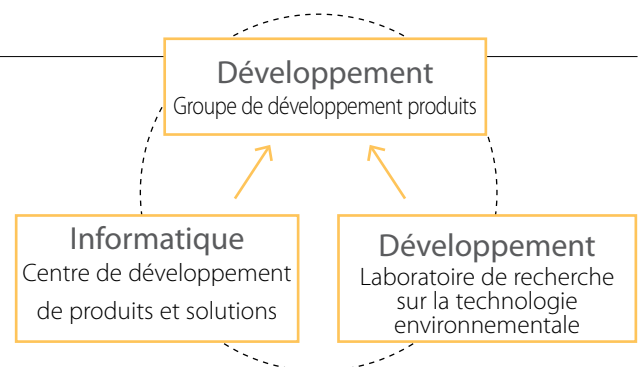 Développement
Groupe de développement produits
Informatique
Centre de développement
de produits et solutions
Développement
Laboratoire de recherche
sur la technologie
environnementale